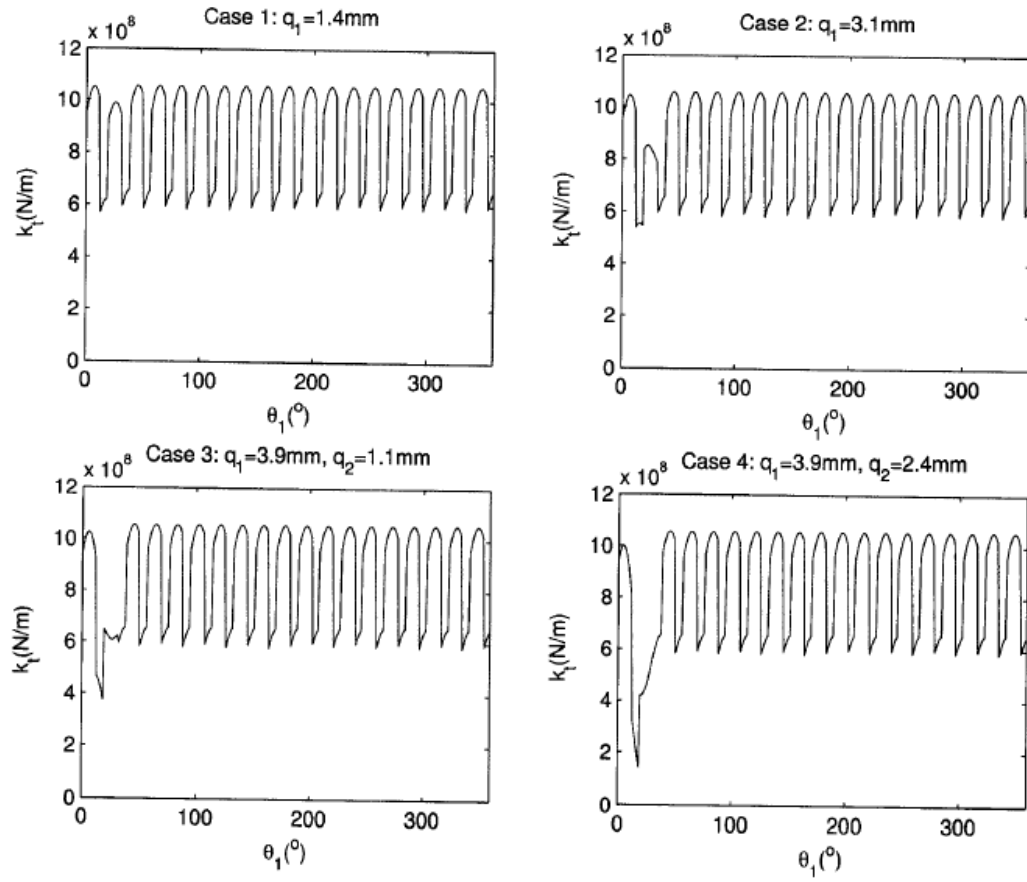 Case 1: q1=1.4mm
x 10^8
12
10
8
6
4
2
0
kt(N/m)
0 100 200 300
θ1(o)
Case 2: q1=3.1mm
x 10^8
12
10
8
6
4
2
0
kt(N//m)
0 100 200 300
θ1(o)
Case 3: q1=3.9mm, q2=1.1mm
x 10^8
12
10
8
6
4
2
0
kt(N/m)
0 100 200 300
θ1(o)
Case 4: q1=3.9mm, q2=2.4mm
x 10^8
12
10
8
6
4
2
0
kt(N/m)
0 100 200 300
θ1(o)